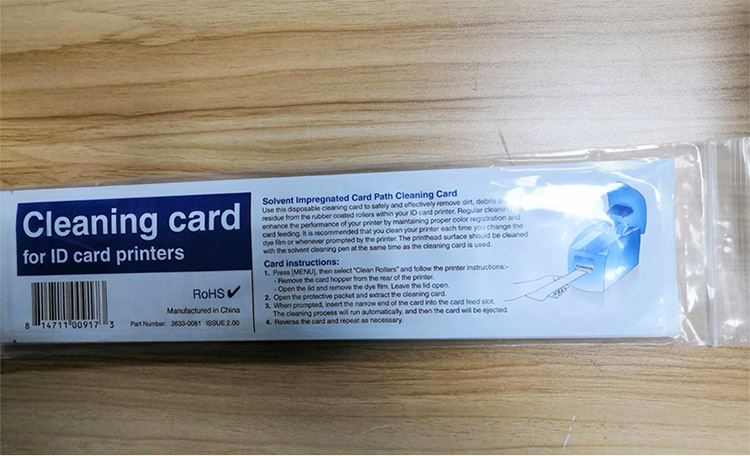 Cleaning card
for ID card printers
RoHS ✓
Manufactured in China
8 14711 00917 3
Part Number: 3633-0081 ISSUE 2.00
Solvent Impregnated Card Path Cleaning Card
Use this disposable cleaning card to safely and effectively remove dirt, debris
residue from the rubber coated rollers within your ID card printer. Regular cleaning
enhance the performance of your printer by maintaining proper color registration and
card feeding. It is recommended that you clean your printer each time you change the
dye film or whenever prompted by the printer. The printhead surface should be cleaned
with the solvent cleaning pen at the same time as the cleaning card is used.
Card instructions:
1. Press [MENU], then select "Clean Rollers" and follow the printer instructions:-
- Remove the card hopper from the rear of the printer.
- Open the lid and remove the dye film. Leave the lid open.
2. Open the protective packet and extract the cleaning card.
3. When prompted, insert the narrow end of the card into the card feed slot.
The cleaning process will run automatically, and then the card will be ejected.
4. Reverse the card and repeat as necessary.